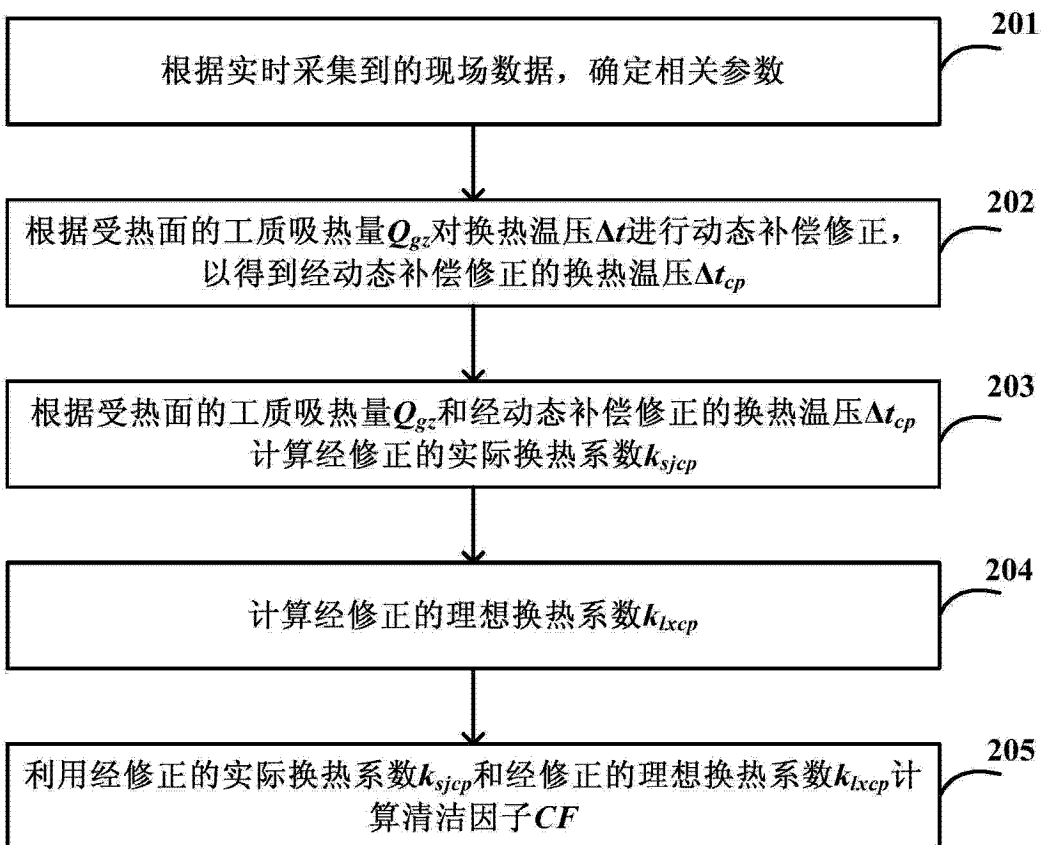 201
根据实时采集到的现场数据，确定相关参数
202
根据受热面的工质吸热量Qgz对换热温压Δt进行动态补偿修正，
以得到经动态补偿修正的换热温压Δtcp
203
根据受热面的工质吸热量Qgz和经动态补偿修正的换热温压Δtcp
计算经修正的实际换热系数ksjcp
204
计算经修正的理想换热系数klxcp
205
利用经修正的实际换热系数ksjcp和经修正的理想换热系数klxcp计
算清洁因子CF